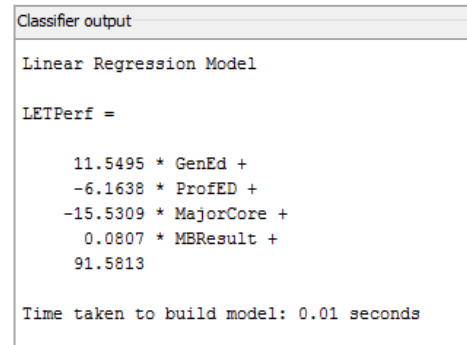 Classifier output
Linear Regression Model
LETPerf =
11.5495 * GenEd +
-6.1638 * ProfED +
-15.5309 * MajorCore +
0.0807 * MBResult +
91.5813
Time taken to build model: 0.01 seconds